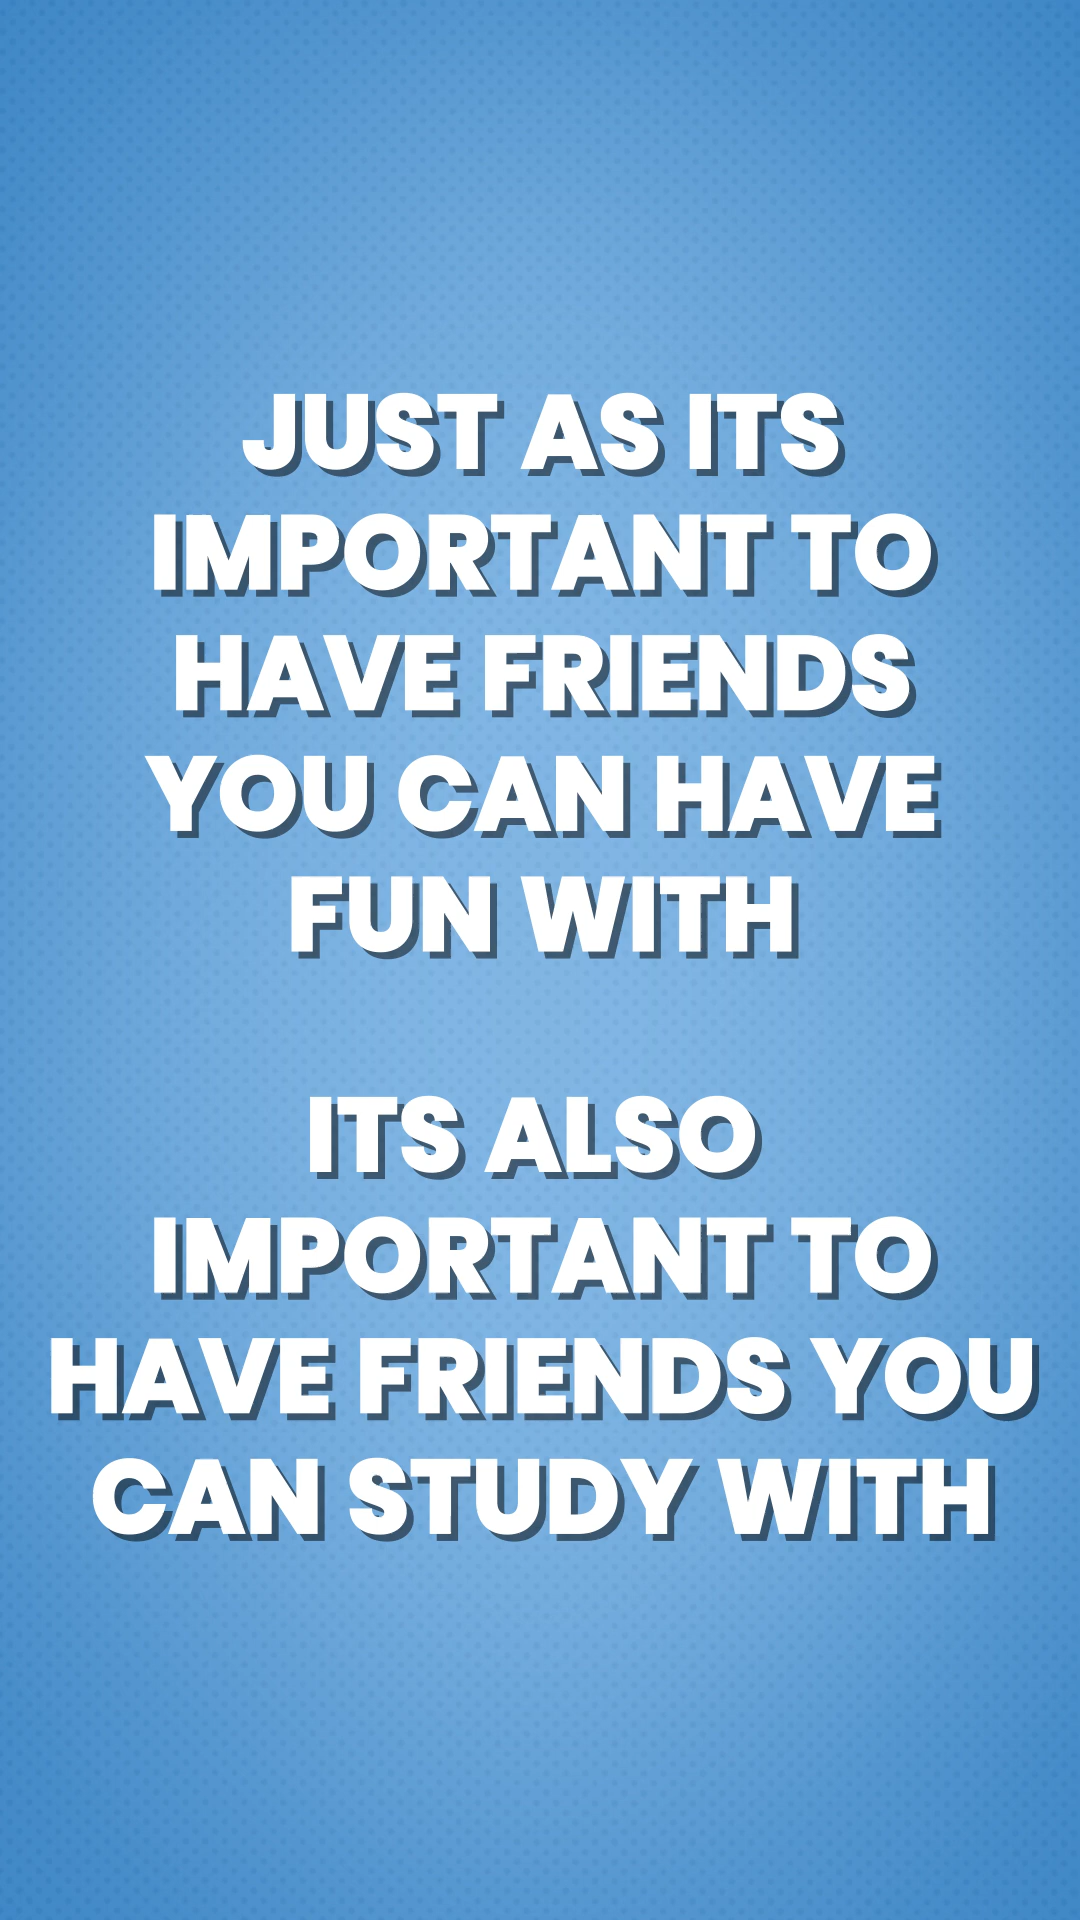 JUST AS ITS
IMPORTANT TO
HAVE FRIENDS
YOU CAN HAVE
FUN WITH
ITS ALSO
IMPORTANT TO
HAVE FRIENDS YOU
CAN STUDY WITH